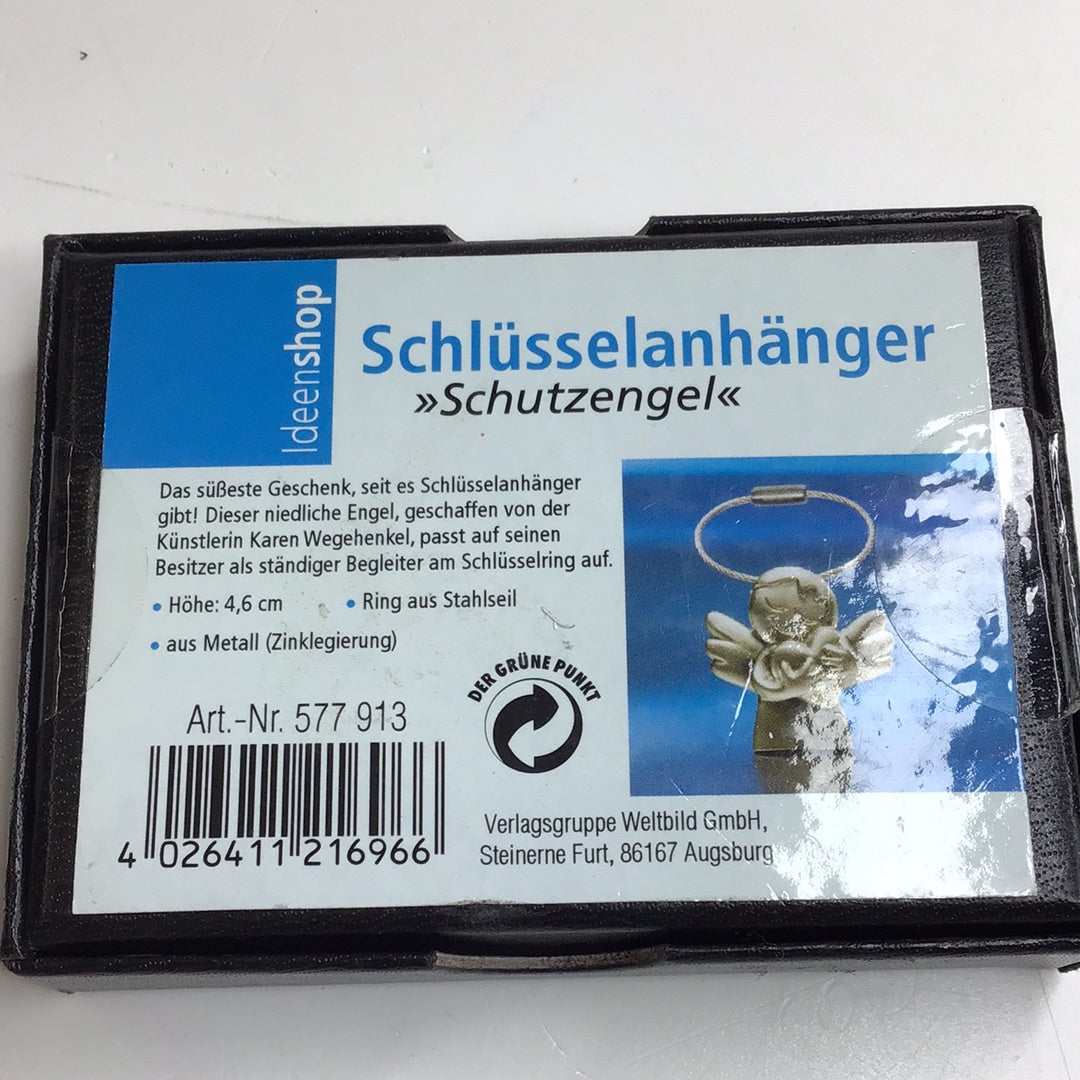 Ideenshop
Schlüsselanhänger
»Schutzengel«
Das süßeste Geschenk, seit es Schlüsselanhänger
gibt! Dieser niedliche Engel, geschaffen von der
Künstlerin Karen Wegehenkel, passt auf seinen
Besitzer als ständiger Begleiter am Schlüsselring auf.
• Höhe: 4,6 cm • Ring aus Stahlseil
• aus Metall (Zinklegierung)
DER GRÜNE PUNKT
Art.-Nr. 577 913
4 026411 216966
Verlagsgruppe Weltbild GmbH,
Steinerne Furt, 86167 Augsburg